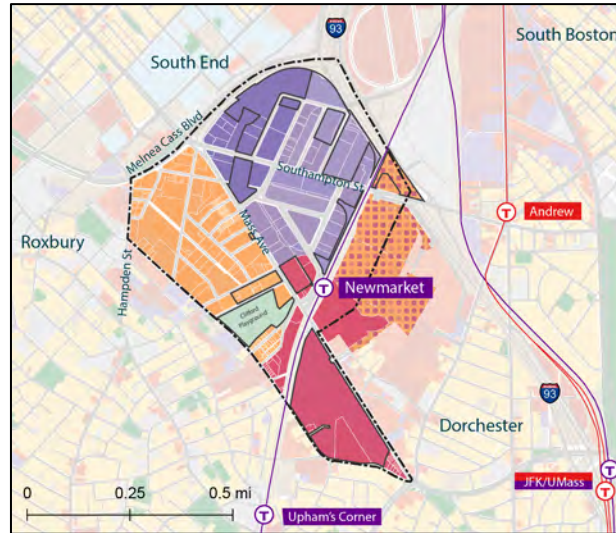 93
South End
South Boston
Melnea Cass Blvd
Southampton St
Mass Ave
T Andrew
Roxbury
Hampden St
T Newmarket
Clifford
Playground
93
Dorchester
0 0.25 0.5 mi
T
JFK/UMass
T
T Upham's Corner